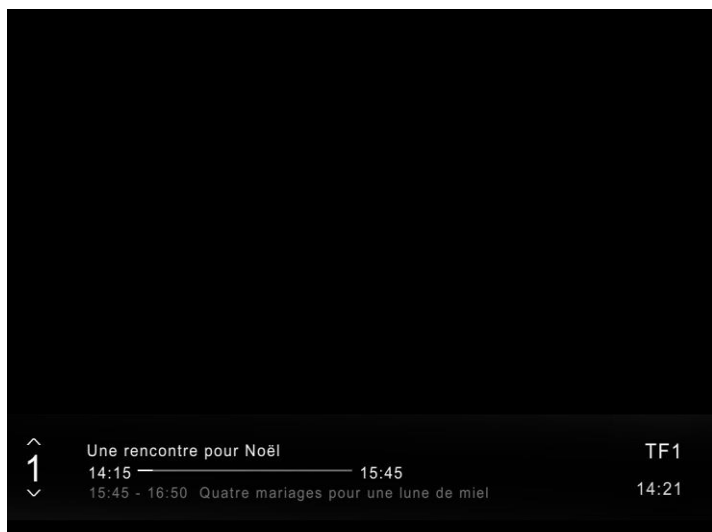 Une rencontre pour Noël
TF1
1
14:15 15:45
15:45 - 16:50 Quatre mariages pour une lune de miel
14:21